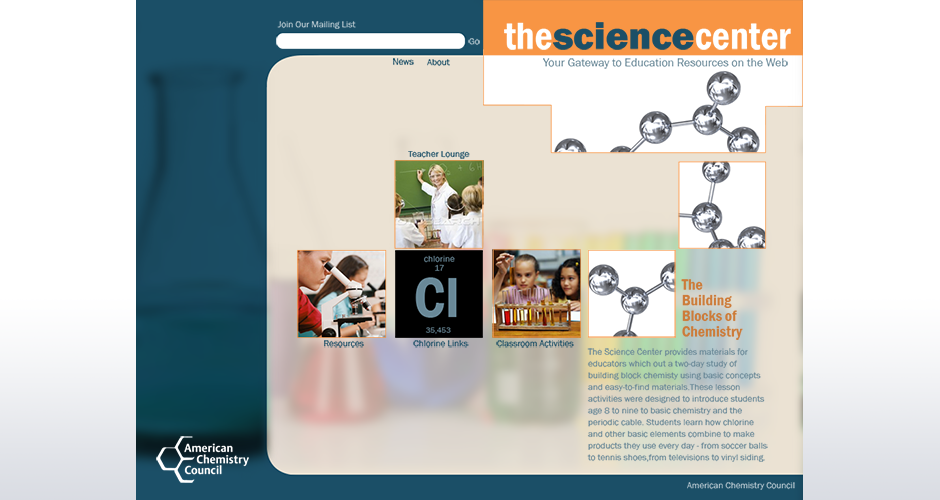 Join Our Mailing List
Go
thesciencecenter
Your Gateway to Education Resources on the Web
News
About
Teacher Lounge
chlorine
17
Cl
35,453
Resources
Chlorine Links
Classroom Activities
The
Building
Blocks of
Chemistry
The Science Center provides materials for
educators which out a two-day study of
building block chemisty using basic concepts
and easy-to-find materials.These lesson
activities were designed to introduce students
age 8 to nine to basic chemistry and the
periodic cable. Students learn how chlorine
and other basic elements combine to make
products they use every day - from soccer balls
to tennis shoes,from televisions to vinyl siding.
American
Chemistry
Council
American Chemistry Council